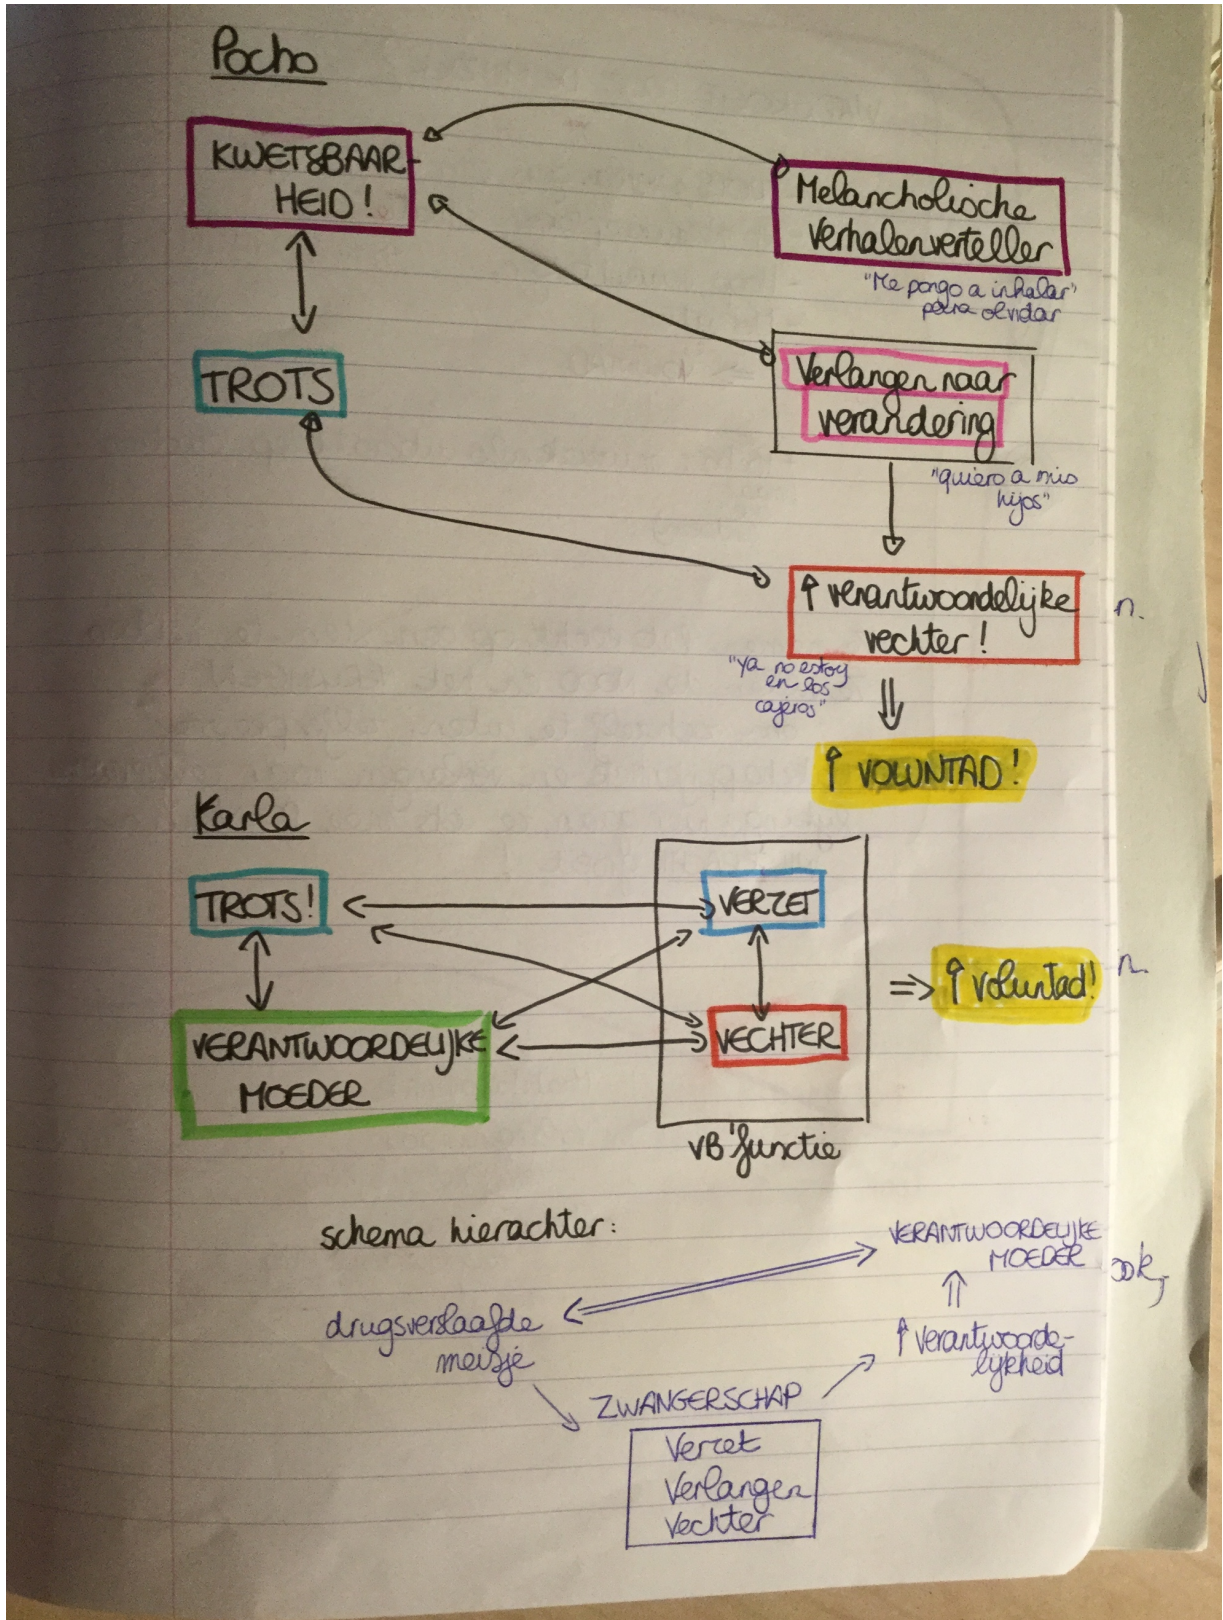 Pocho
KWETSBAAR-
HEID!
Melancholische
verhalenverteller
"Me pongo a inhalar"
para olvidar
TROTS
Verlangen naar
verandering
"quiero a mis
hijos"
↑ verantwoordelijke
vechter!
"ya no estoy
en los
cajeros"
↑ VOLUNTAD!
Karla
TROTS!
VERZET
=> ↑ voluntad!
VERANTWOORDELIJKE
MOEDER
VECHTER
VB'functie
schema hierachter:
VERANTWOORDELIJKE
MOEDER
drugsverslaafde
meisje
↑ verantwoorde-
lijkheid
ZWANGERSCHAP
Verzet
Verlangen
Vechter